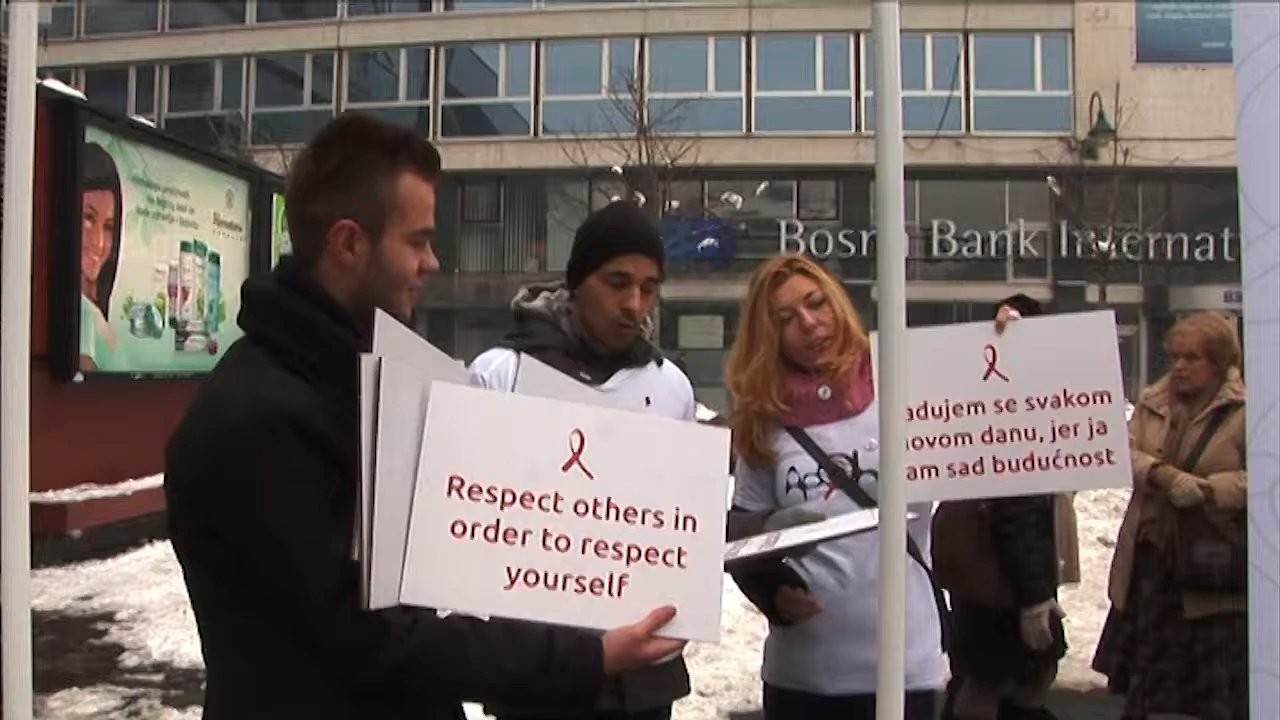 Bosn Bank Internat
adujem se svakom
ovom danu, jer ja
am sad budućnost
Respect others in
order to respect
yourself